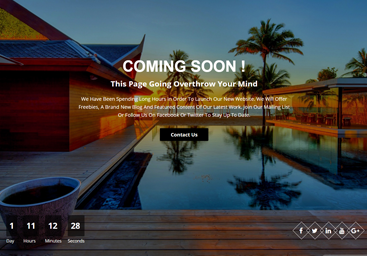 COMING SOON !
This Page Going Overthrow Your Mind
We Have Been Spending Long Hours In Order To Launch Our New Website. We Will Offer
Freebies, A Brand New Blog And Featured Content Of Our Latest Work. Join Our Mailing List
Or Follow Us On Facebook Or Twitter To Stay Up To Date.
Contact Us
1 11 12 28
Day Hours Minutes Seconds